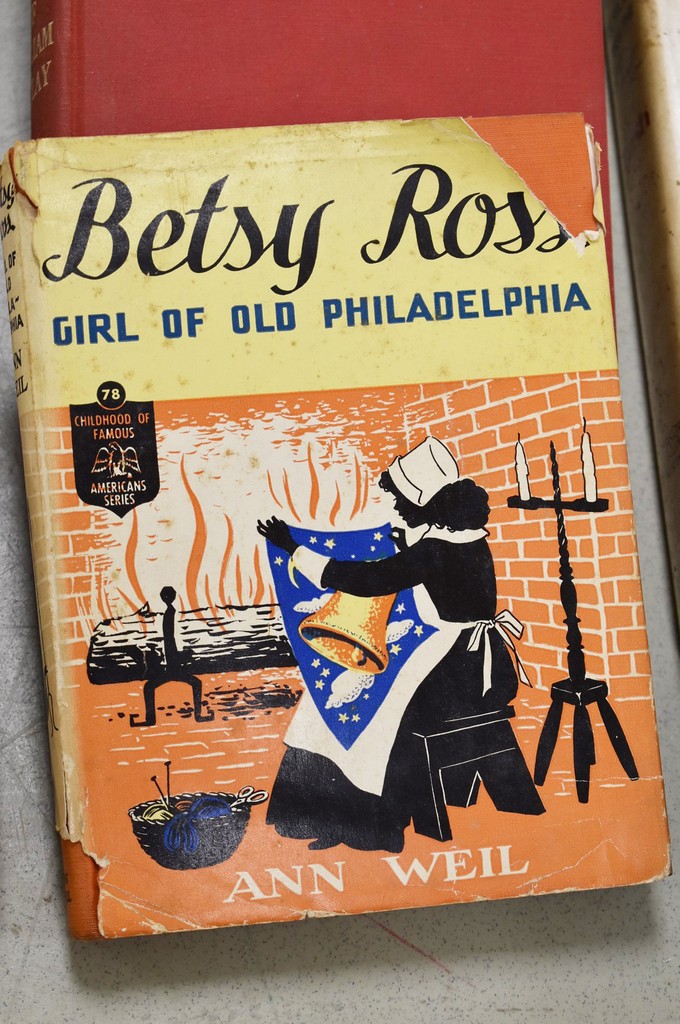 Betsy Ross
GIRL OF OLD PHILADELPHIA
78
CHILDHOOD OF
FAMOUS
AMERICANS
SERIES
ANN WEIL